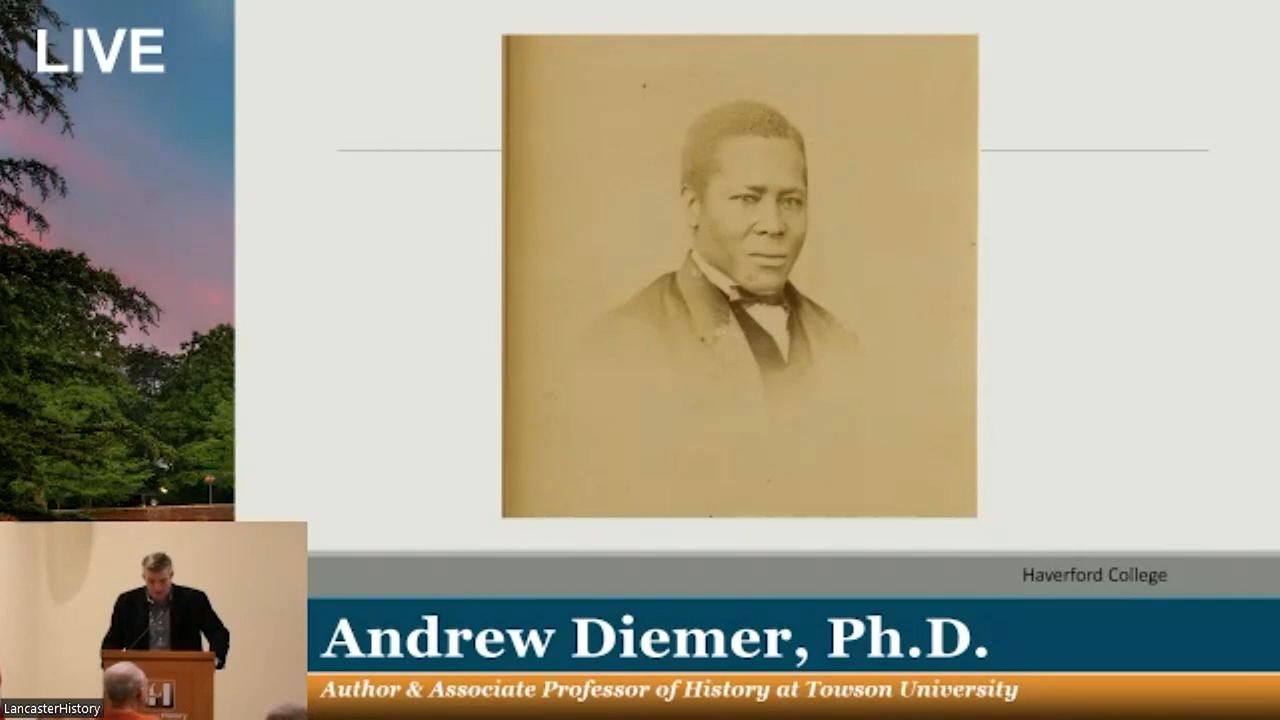 LIVE
Haverford College
Andrew Diemer, Ph.D.
Author & Associate Professor of History at Towson University
H
LancasterHistory